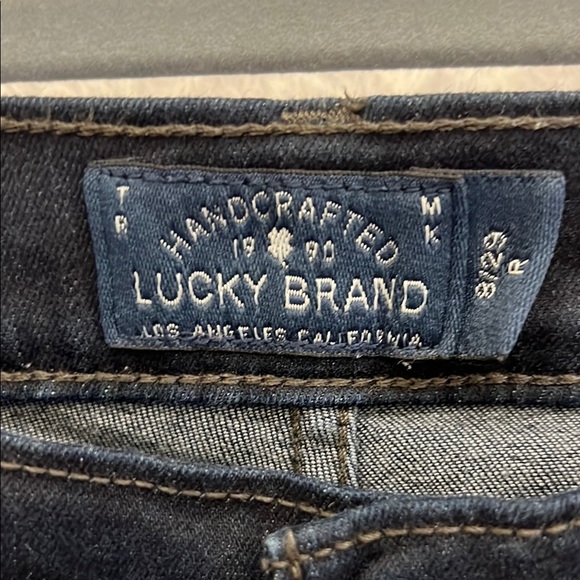 TR
MK
HANDCRAFTED
19 90
LUCKY BRAND
LOS ANGELES CALIFORNIA
8/29
R